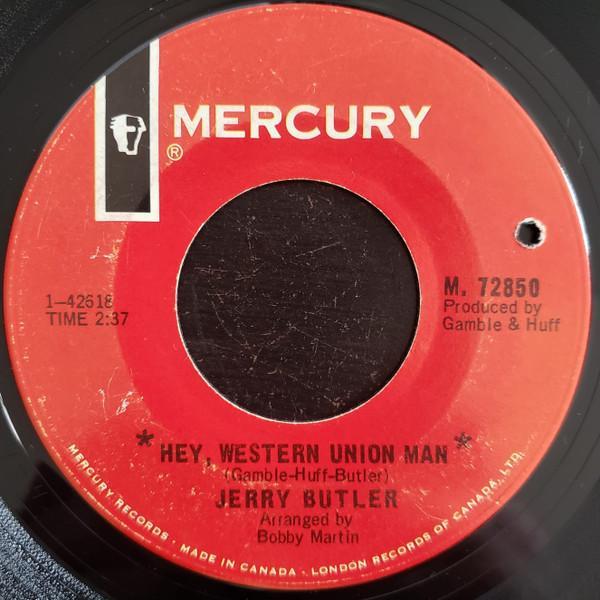 MERCURY
®
1-42618
TIME 2:37
M. 72850
Produced by
Gamble & Huff
* HEY, WESTERN UNION MAN *
(Gamble-Huff-Butler)
JERRY BUTLER
Arranged by
Bobby Martin
MERCURY RECORDS · MADE IN CANADA · LONDON RECORDS OF CANADA, LTD.